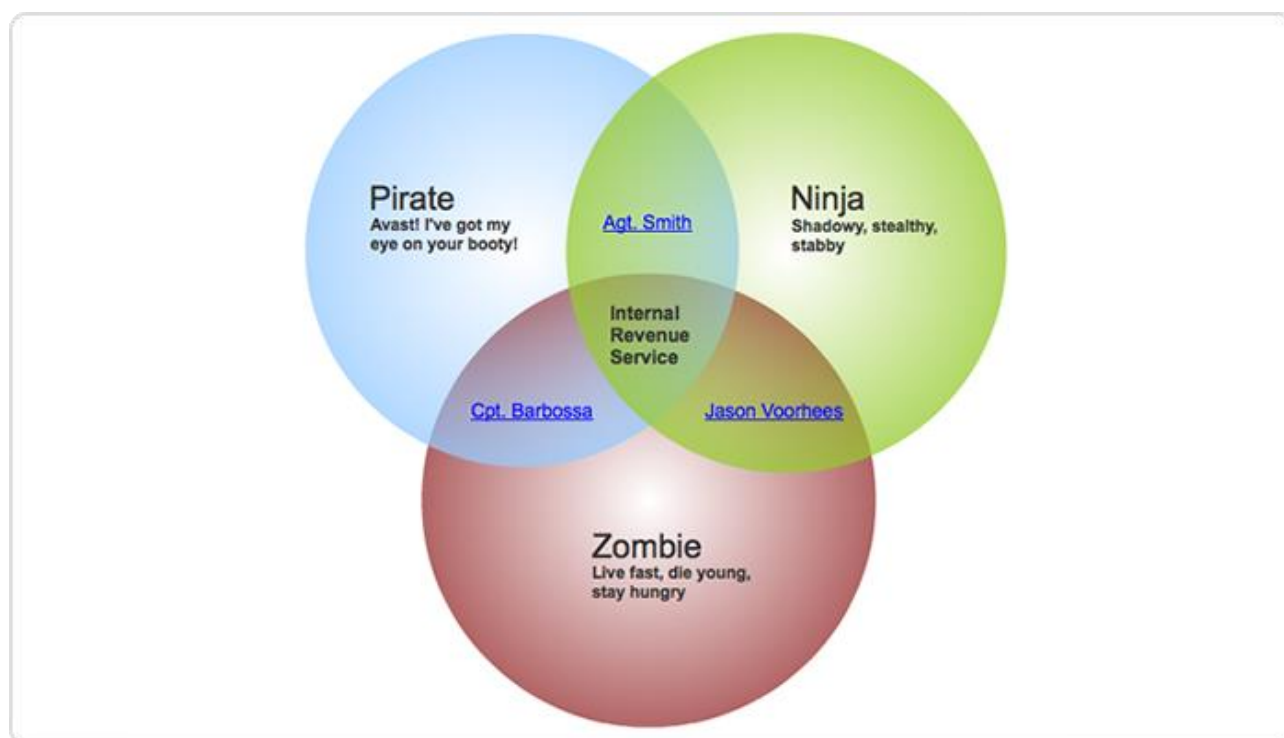 Pirate
Avast! I've got my
eye on your booty!
Ninja
Shadowy, stealthy,
stabby
Agt. Smith
Internal
Revenue
Service
Cpt. Barbossa
Jason Voorhees
Zombie
Live fast, die young,
stay hungry